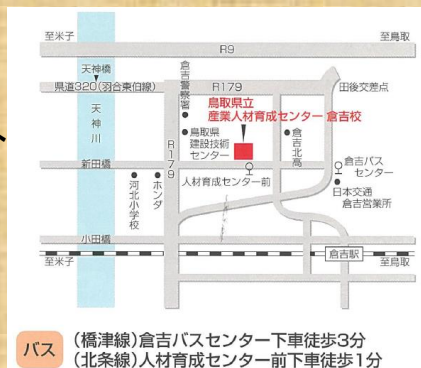 至米子
至鳥取
R9
天神橋
県道320(羽合東伯線)
倉吉警察署
R179
田後交差点
鳥取県立
産業人材育成センター 倉吉校
天神川
鳥取県
建設技術
センター
倉吉北高
R179
新田橋
人材育成センター前
倉吉バス
センター
河北小学校
ホンダ
日本交通
倉吉営業所
小田橋
至米子
倉吉駅
至鳥取
バス
(橋津線)倉吉バスセンター下車徒歩3分
(北条線)人材育成センター前下車徒歩1分